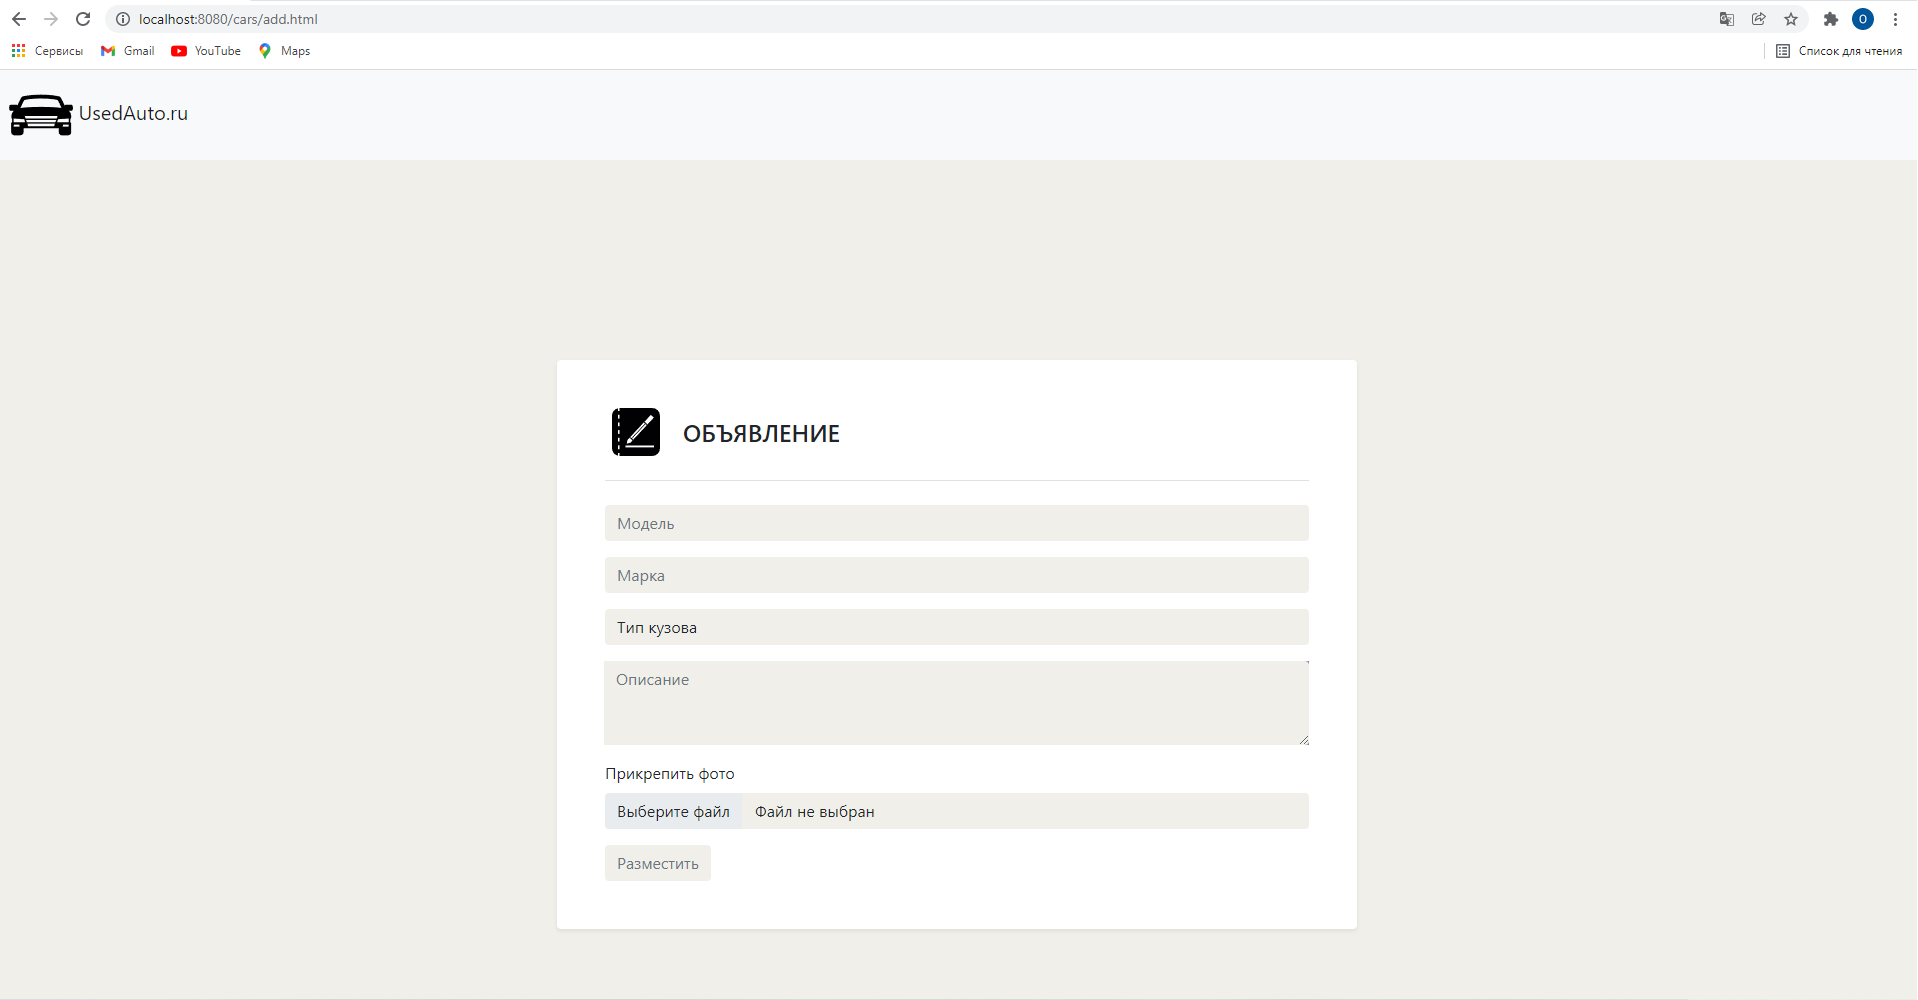 localhost:8080/cars/add.html
O
Сервисы Gmail YouTube Maps Список для чтения
UsedAuto.ru
ОБЪЯВЛЕНИЕ
Модель
Марка
Тип кузова
Описание
Прикрепить фото
Выберите файл Файл не выбран
Разместить